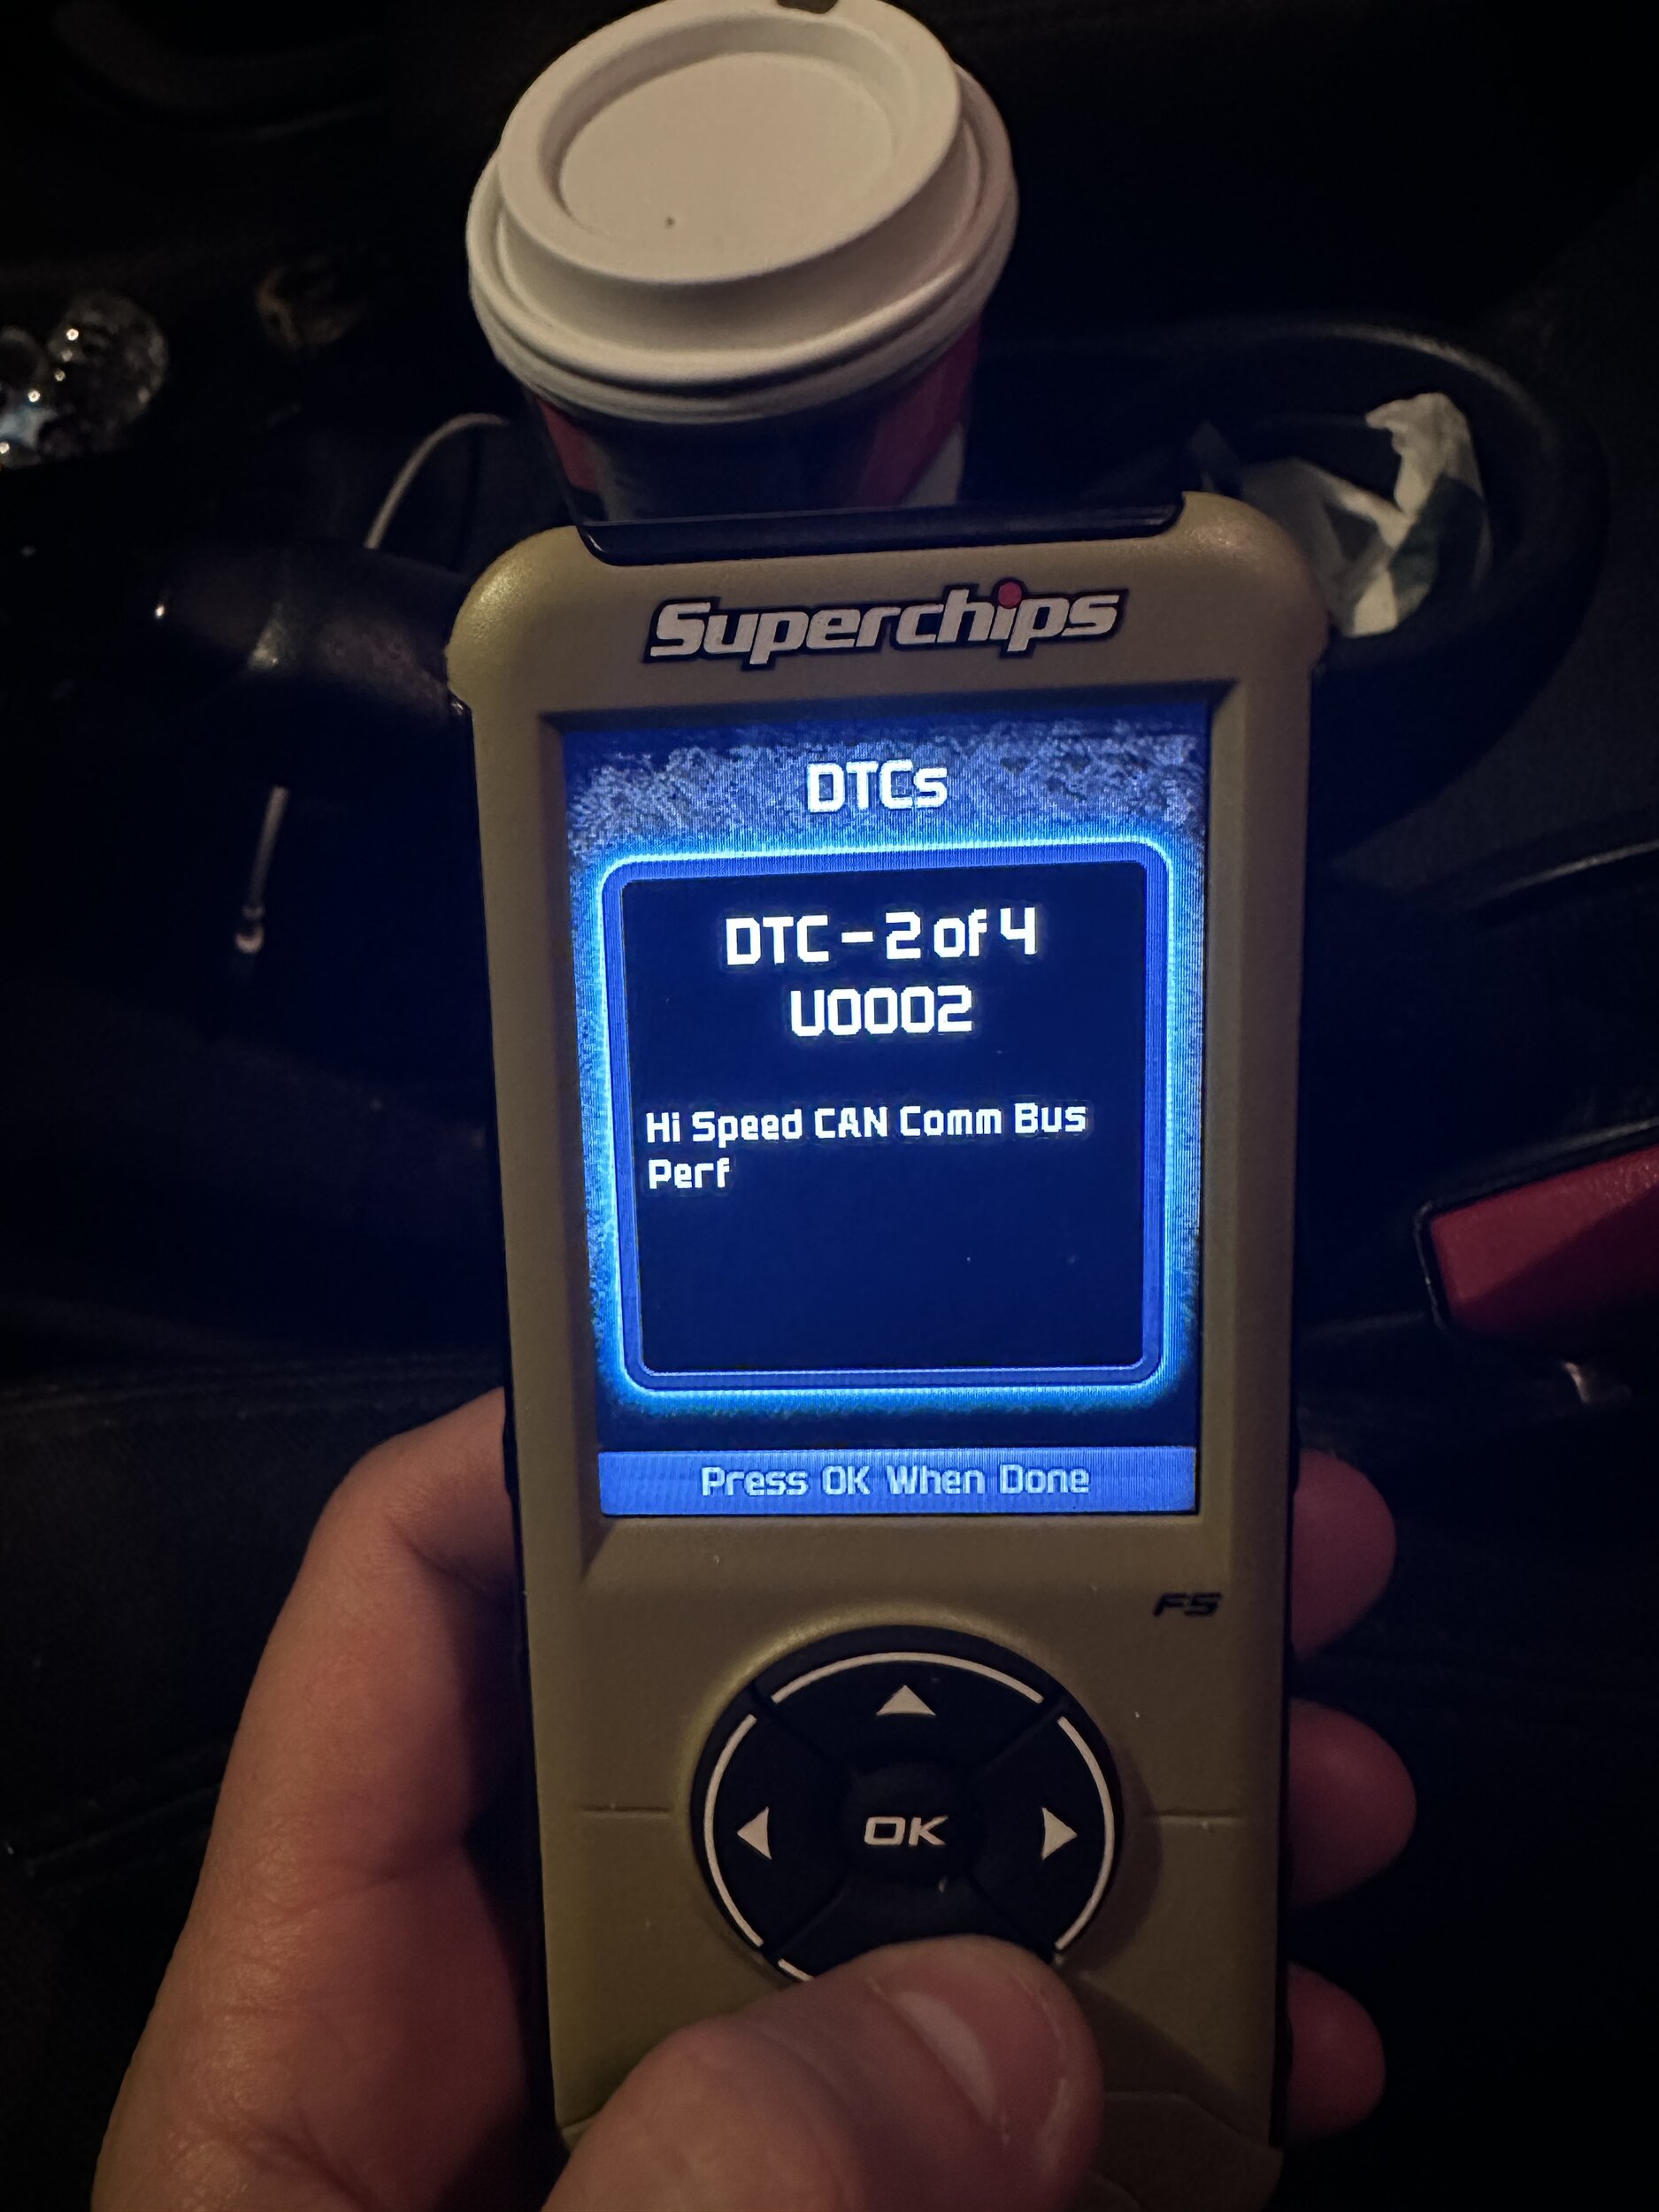 Superchips
DTCs
DTC - 2 of 4
U0002
Hi Speed CAN Comm Bus
Perf
Press OK When Done
F5
OK